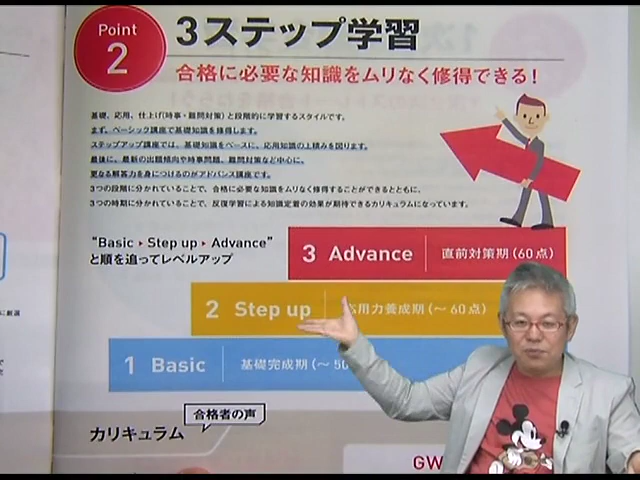 Point
2
3ステップ学習
合格に必要な知識をムリなく修得できる！
基礎、応用、仕上げ(時事・難問対策)と段階的に学習するスタイルです。
まず、ベーシック講座で基礎知識を修得します。
ステップアップ講座では、基礎知識をベースに、応用知識の上積みを図ります。
最後に、最新の出題傾向や時事問題、難問対策など中心に、
更なる解答力を身につけるのがアドバンス講座です。
3つの段階に分かれていることで、合格に必要な知識をムリなく修得することができるとともに、
3つの時期に分かれていることで、反復学習による知識定着の効果が期待できるカリキュラムになっています。
"Basic ▸ Step up ▸ Advance"
と順を追ってレベルアップ
3 Advance 直前対策期(60点)
2 Step up 応用力養成期(～60点)
1 Basic 基礎完成期(～50
合格者の声
カリキュラム
GW